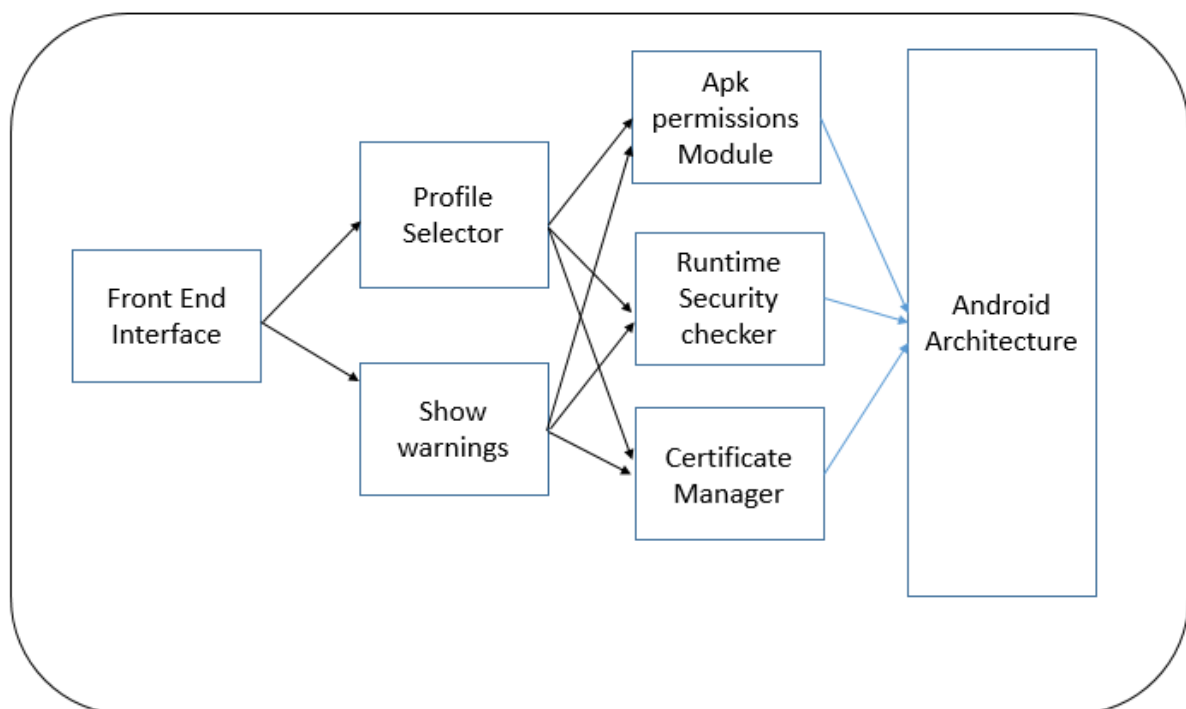 Front End
Interface
Profile
Selector
Show
warnings
Apk
permissions
Module
Runtime
Security
checker
Certificate
Manager
Android
Architecture